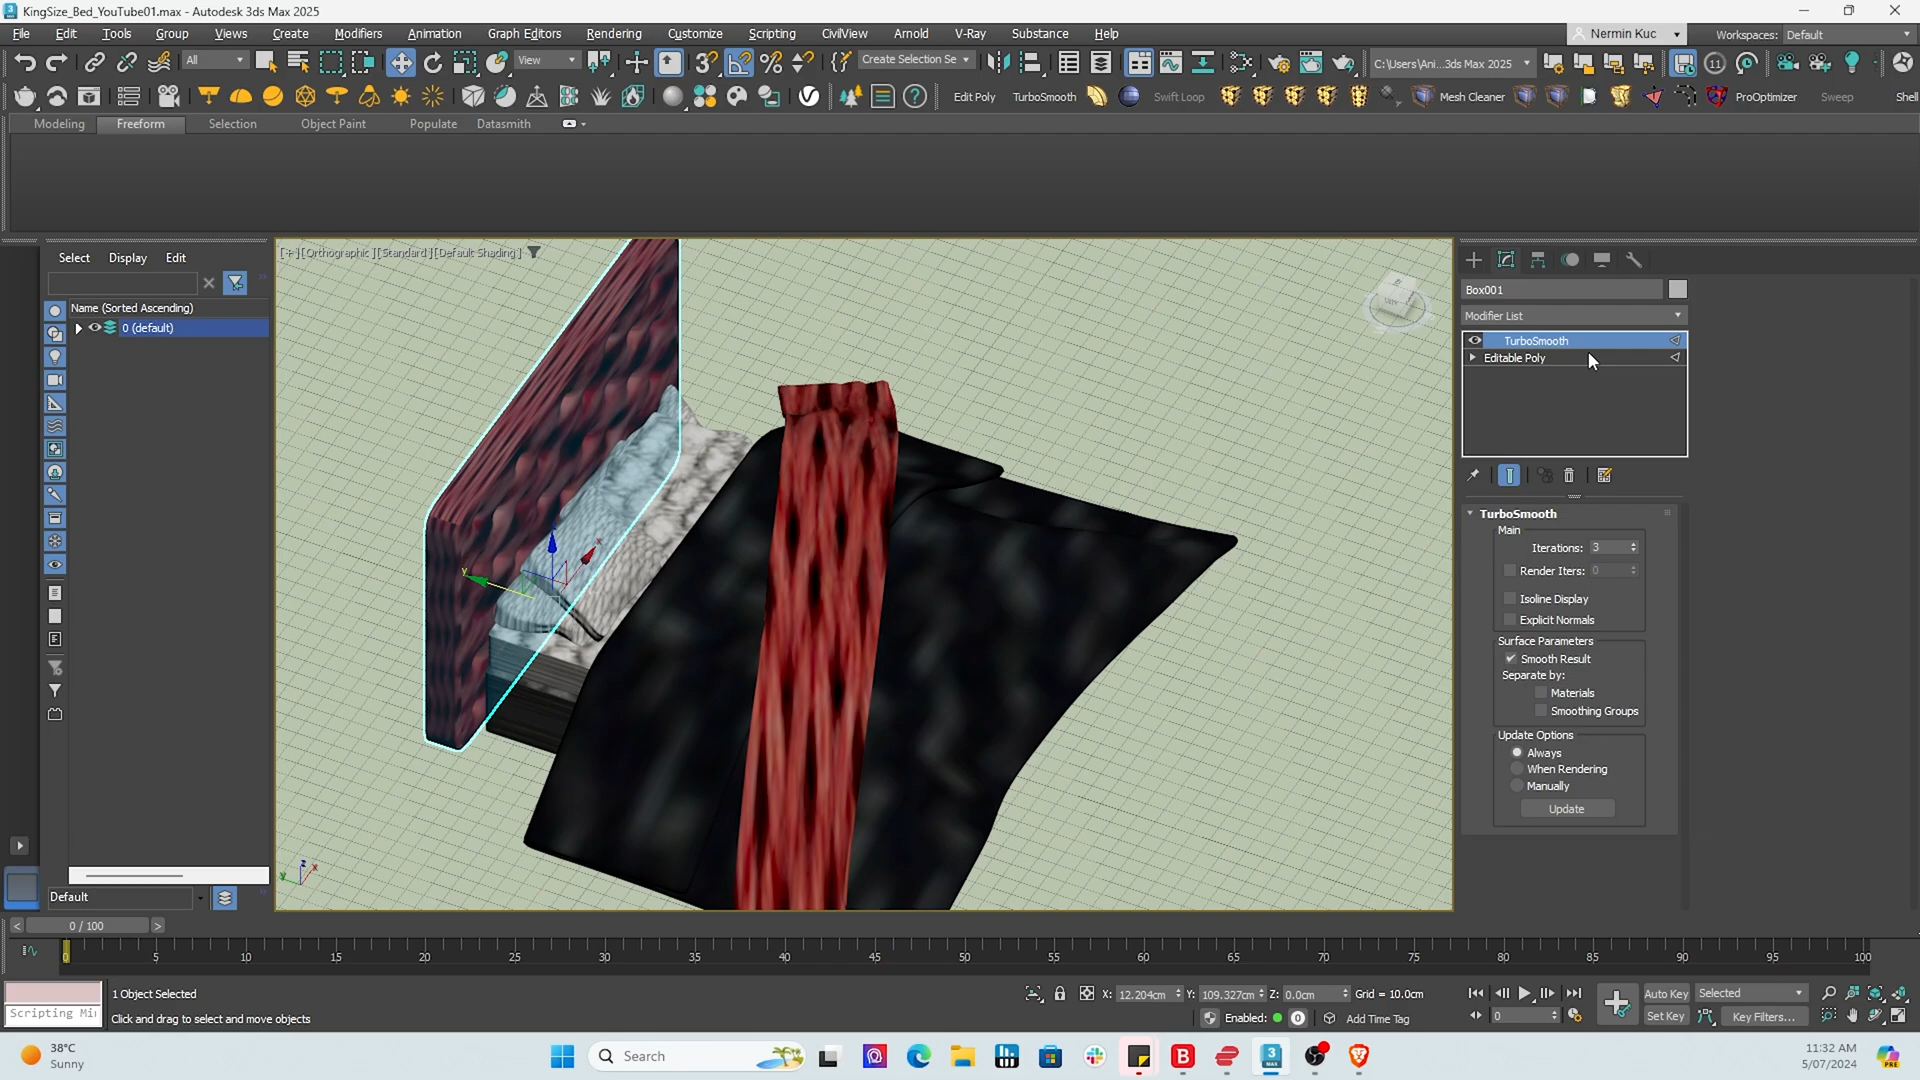 KingSize_Bed_YouTube01.max - Autodesk 3ds Max 2025
File Edit Tools Group Views Create Modifiers Animation Graph Editors Rendering Customize Scripting CivilView Arnold V-Ray Substance Help
Nermin Kuc
Workspaces: Default
All
View
Create Selection Se
C:\Users\Ani...3ds Max 2025
11
Edit Poly TurboSmooth Swift Loop Mesh Cleaner ProOptimizer Sweep Shell
Modeling Freeform Selection Object Paint Populate Datasmith
Select Display Edit
Name (Sorted Ascending)
0 (default)
[+][Orthographic][Standard][Default Shading]
Box001
Modifier List
TurboSmooth
Editable Poly
TurboSmooth
Main
Iterations: 3
Render Iters: 0
Isoline Display
Explicit Normals
Surface Parameters
Smooth Result
Separate by:
Materials
Smoothing Groups
Update Options
Always
When Rendering
Manually
Update
z
x
y
y
x
z
Default
< 0 / 100 >
0 5 10 15 20 25 30 35 40 45 50 55 60 65 70 75 80 85 90 95 100
1 Object Selected
Scripting Mi
Click and drag to select and move objects
X: 12.204cm Y: 109.327cm Z: 0.0cm Grid = 10.0cm
Enabled: 0 Add Time Tag
0
Auto Key Selected
Set Key Key Filters...
38°C
Sunny
Search
11:32 AM
5/07/2024